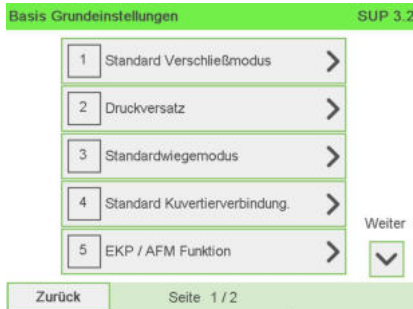 Basis Grundeinstellungen SUP 3.2
1 Standard Verschließmodus
2 Druckversatz
3 Standardwiegemodus
4 Standard Kuvertierverbindung.
5 EKP / AFM Funktion
Weiter
Zurück Seite 1 / 2